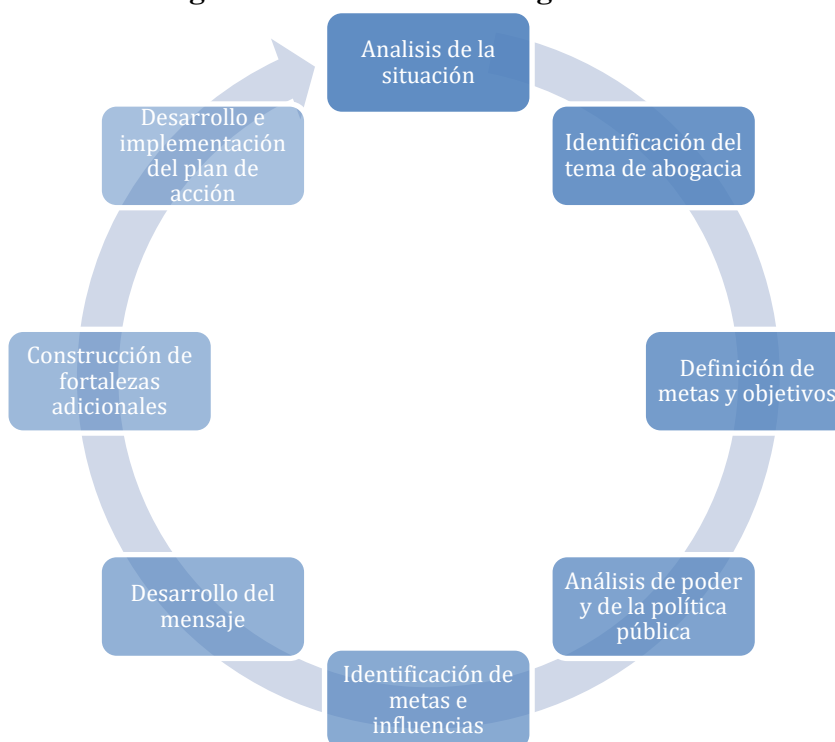 Analisis de la
situación
Identificación del
tema de abogacia
Definición de
metas y objetivos
Análisis de poder
y de la política
pública
Identificación de
metas e
influencias
Desarrollo del
mensaje
Construcción de
fortalezas
adicionales
Desarrollo e
implementación
del plan de
acción